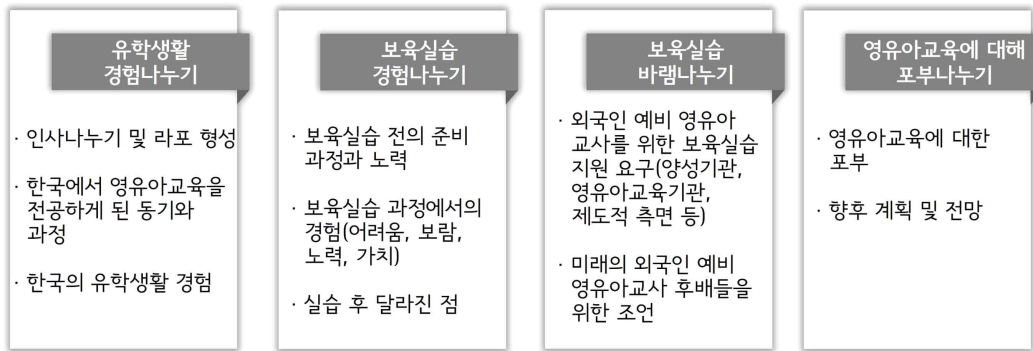 유학생활
경험나누기
· 인사나누기 및 라포 형성
· 한국에서 영유아교육을
전공하게 된 동기와
과정
· 한국의 유학생활 경험
보육실습
경험나누기
· 보육실습 전의 준비
과정과 노력
· 보육실습 과정에서의
경험(어려움, 보람,
노력, 가치)
· 실습 후 달라진 점
보육실습
바램나누기
· 외국인 예비 영유아
교사를 위한 보육실습
지원 요구(양성기관,
영유아교육기관,
제도적 측면 등)
· 미래의 외국인 예비
영유아교사 후배들을
위한 조언
영유아교육에 대해
포부나누기
· 영유아교육에 대한
포부
· 향후 계획 및 전망